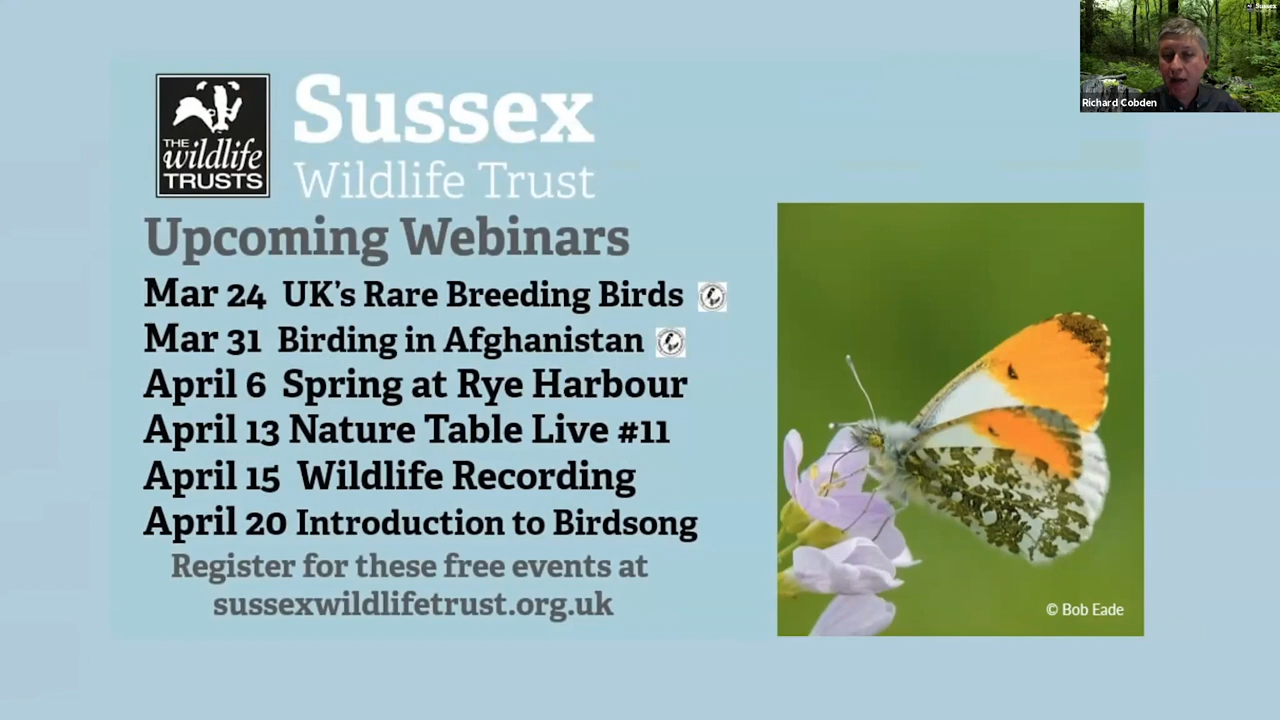 Sussex
Richard Cobden
THE
wildlife
TRUSTS
Sussex
Wildlife Trust
Upcoming Webinars
Mar 24 UK's Rare Breeding Birds
Mar 31 Birding in Afghanistan
April 6 Spring at Rye Harbour
April 13 Nature Table Live #11
April 15 Wildlife Recording
April 20 Introduction to Birdsong
Register for these free events at
sussexwildlifetrust.org.uk
© Bob Eade